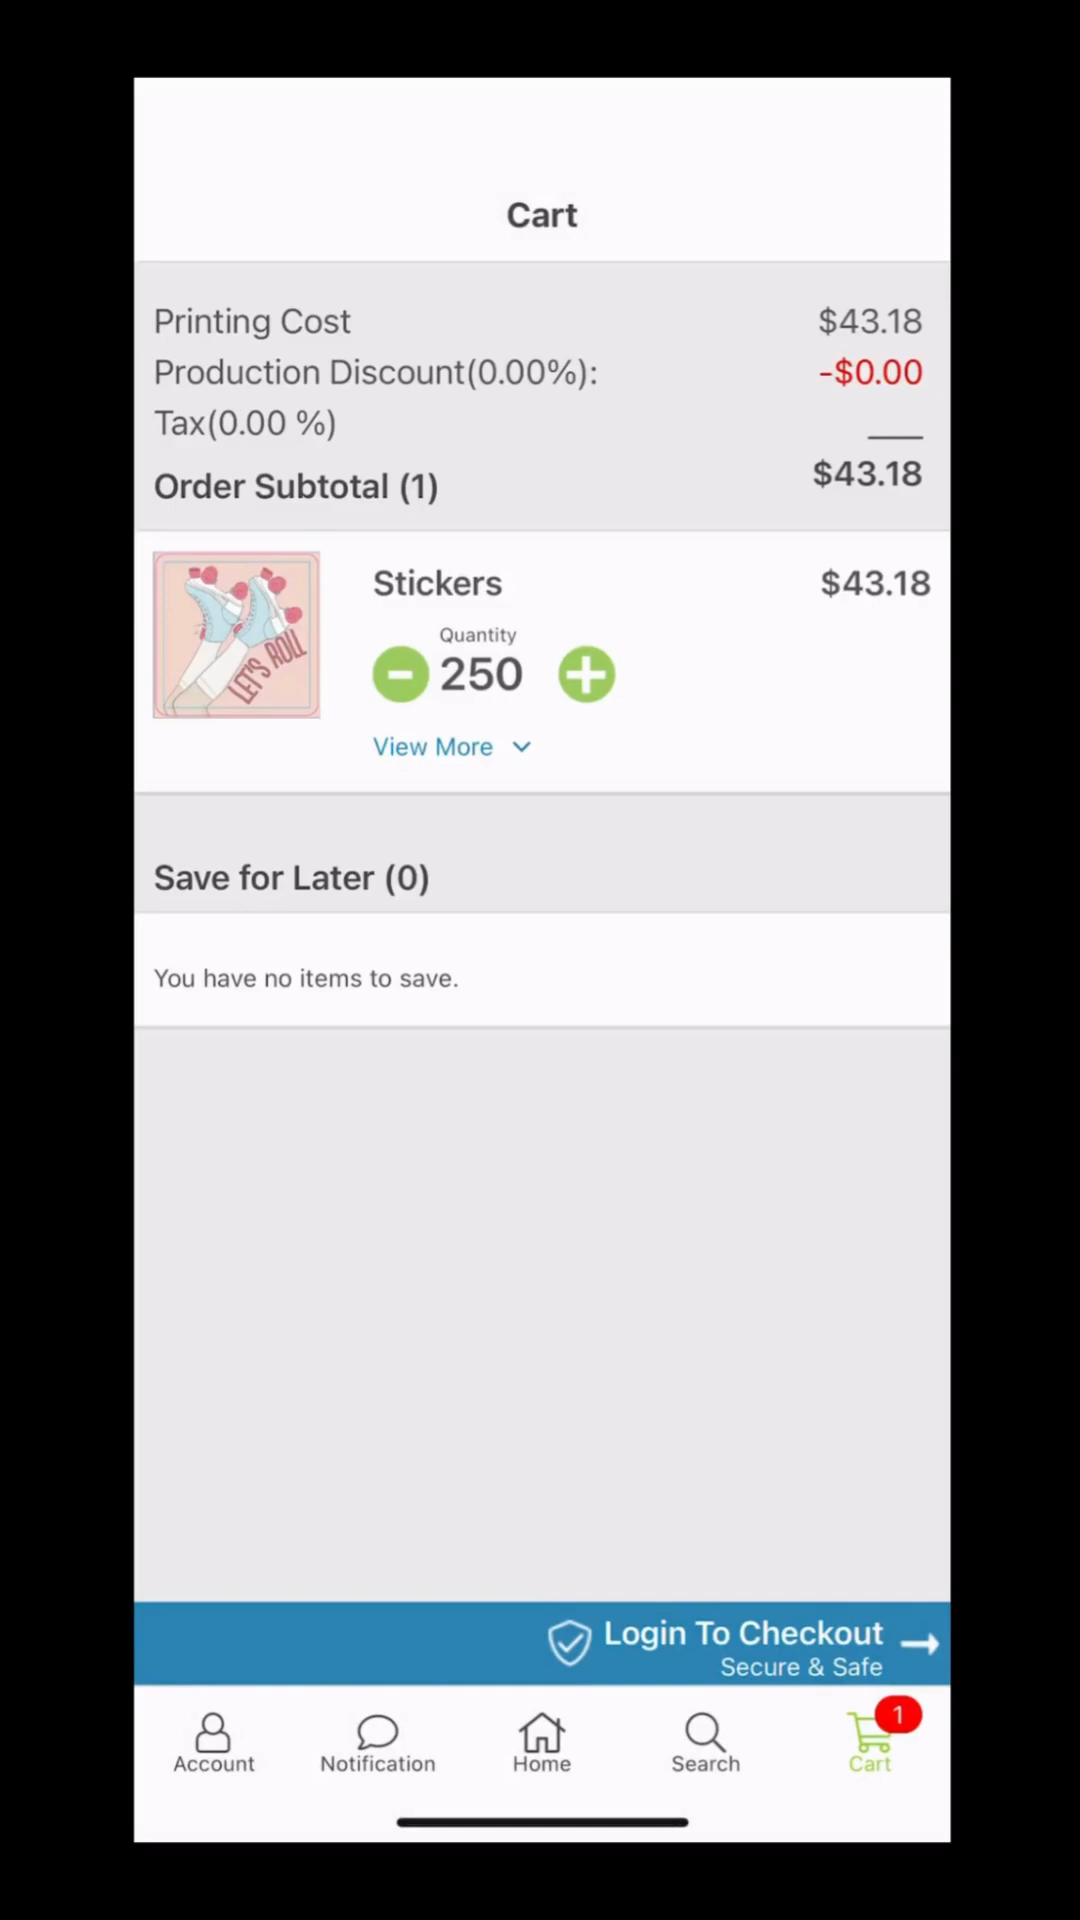 Cart
Printing Cost $43.18
Production Discount(0.00%): -$0.00
Tax(0.00 %)
Order Subtotal (1) $43.18
LET'S ROLL
Stickers $43.18
Quantity
250
View More
Save for Later (0)
You have no items to save.
Login To Checkout
Secure & Safe
1
Account Notification Home Search Cart